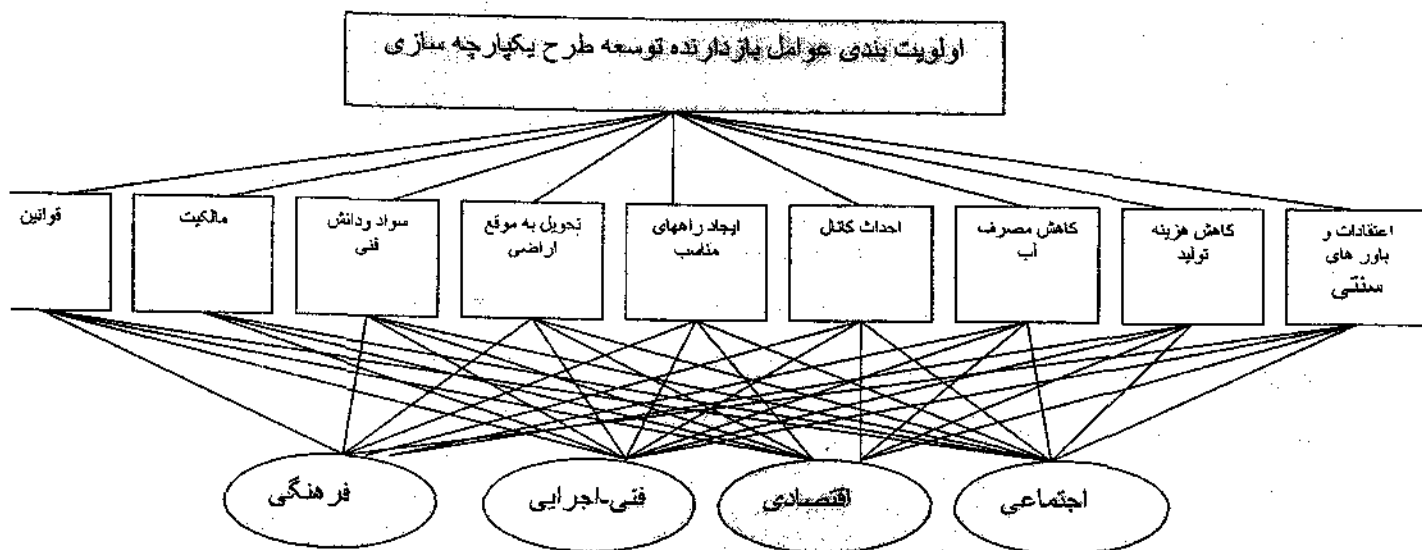 اولویت بندی عوامل بازدارنده توسعه طرح یکپارچه سازی
اعتقادات و
باور های
سنتی
کاهش هزینه
تولید
کاهش مصرف
آب
احداث کانال
ایجاد راههای
مناسب
تحویل به موقع
اراضی
سواد ودانش
فنی
مالکیت
قوانین
اجتماعی
اقتصادی
فنی-اجرایی
فرهنگی